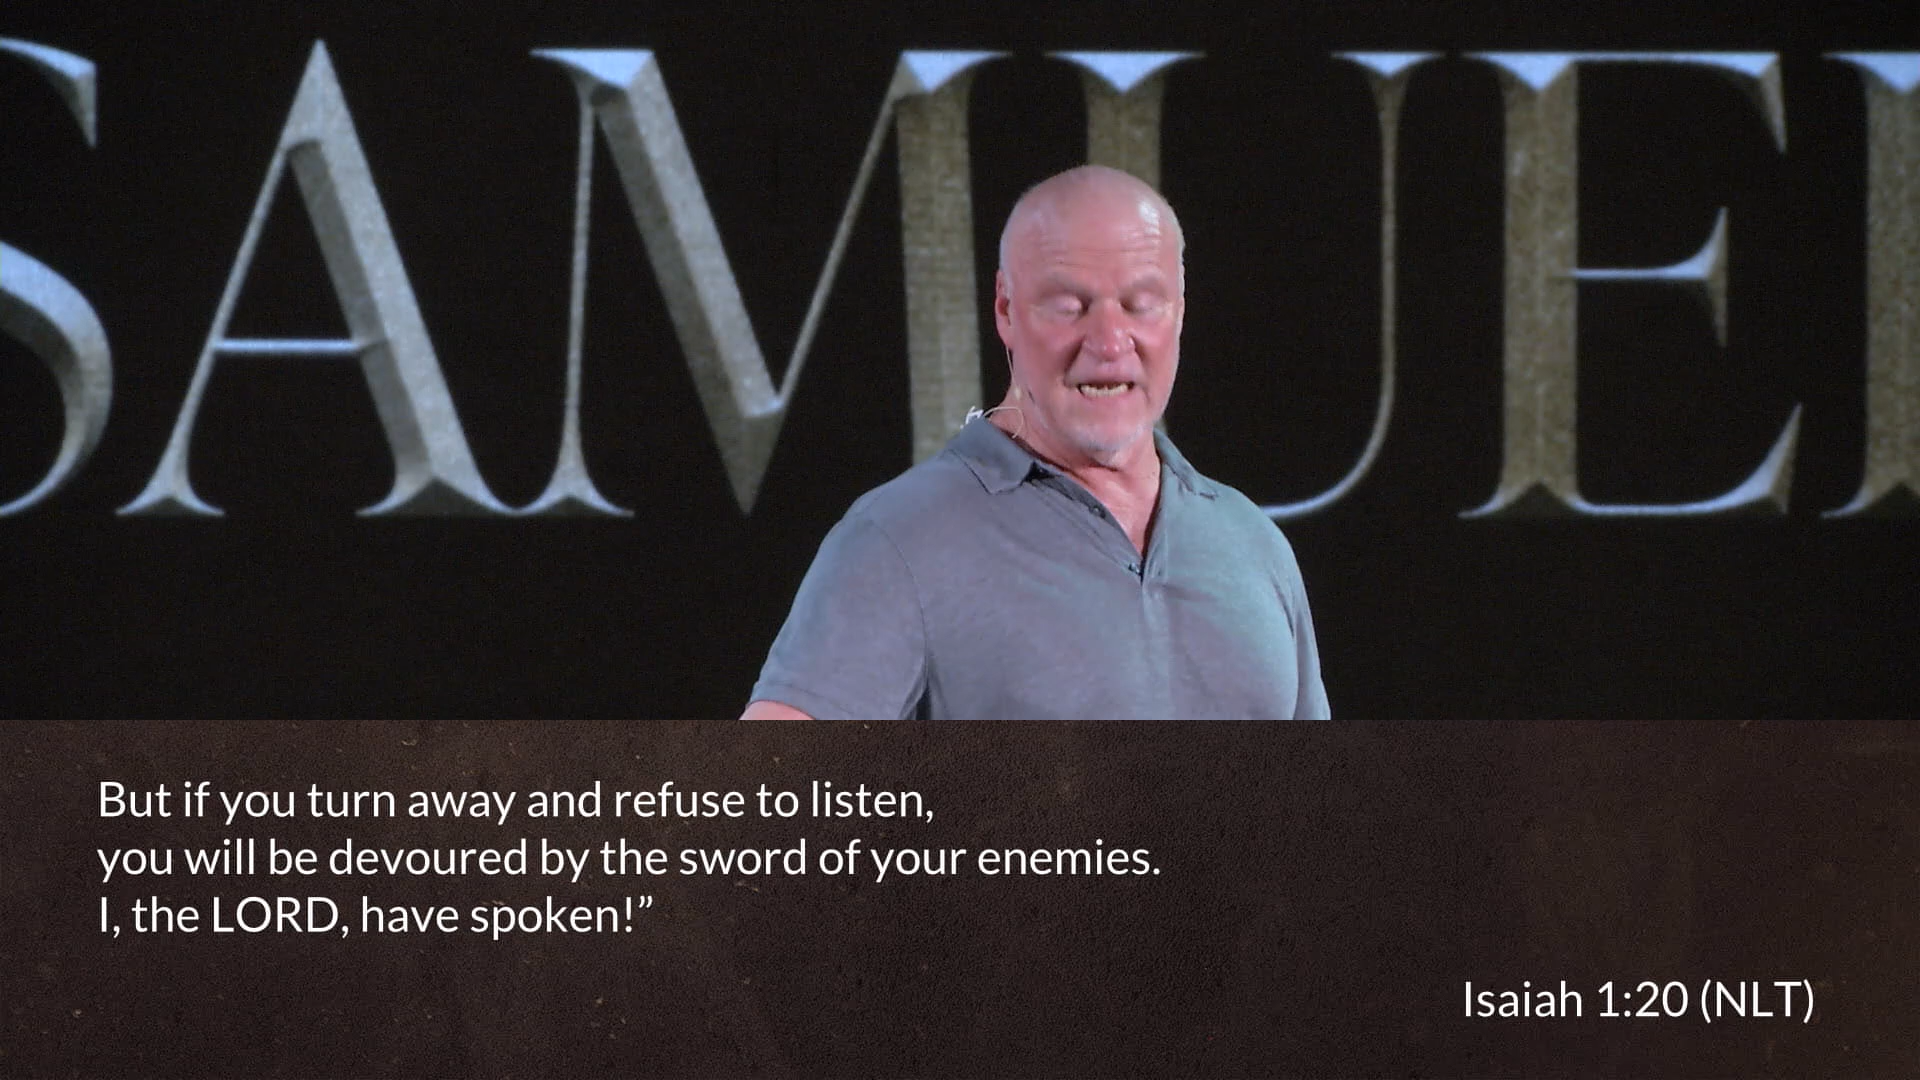 SAMUEL
But if you turn away and refuse to listen,
you will be devoured by the sword of your enemies.
I, the LORD, have spoken!”
Isaiah 1:20 (NLT)